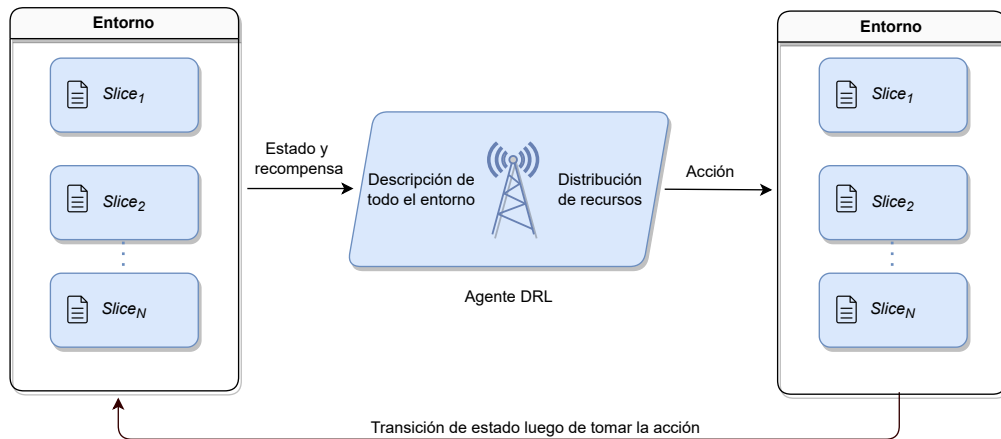 Entorno
Slice1
Slice2
SliceN
Estado y
recompensa
Descripción de
todo el entorno
Distribución
de recursos
Agente DRL
Acción
Entorno
Slice1
Slice2
SliceN
Transición de estado luego de tomar la acción